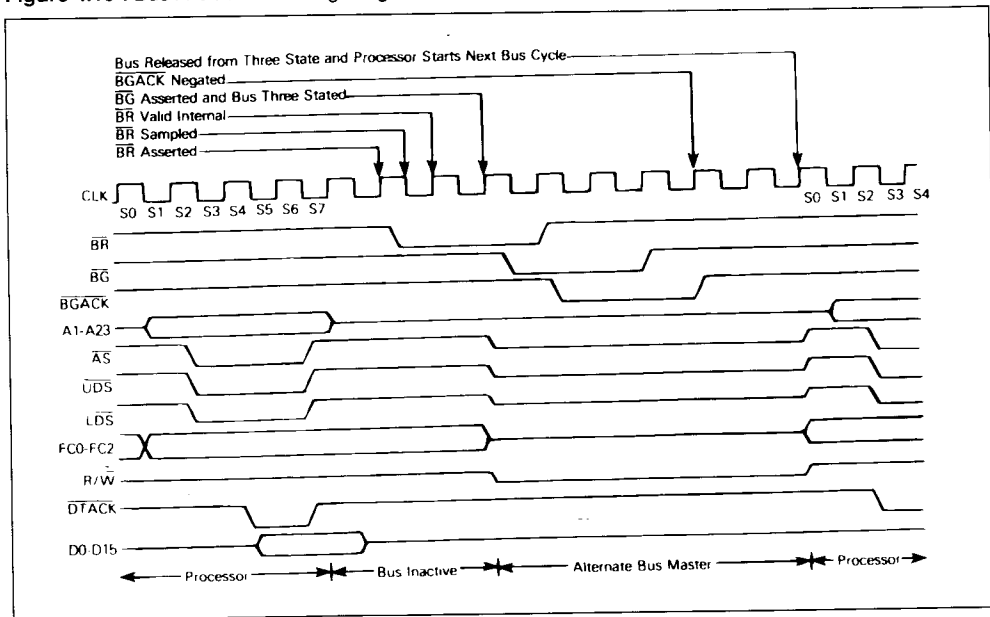 Bus Released from Three State and Processor Starts Next Bus Cycle
BGACK Negated
BG Asserted and Bus Three Stated
BR Valid Internal
BR Sampled
BR Asserted
CLK
S0 S1 S2 S3 S4 S5 S6 S7 S0 S1 S2 S3 S4
BR
BG
BGACK
A1-A23
AS
UDS
LDS
FC0-FC2
R/W
DTACK
D0-D15
Processor Bus Inactive Alternate Bus Master Processor